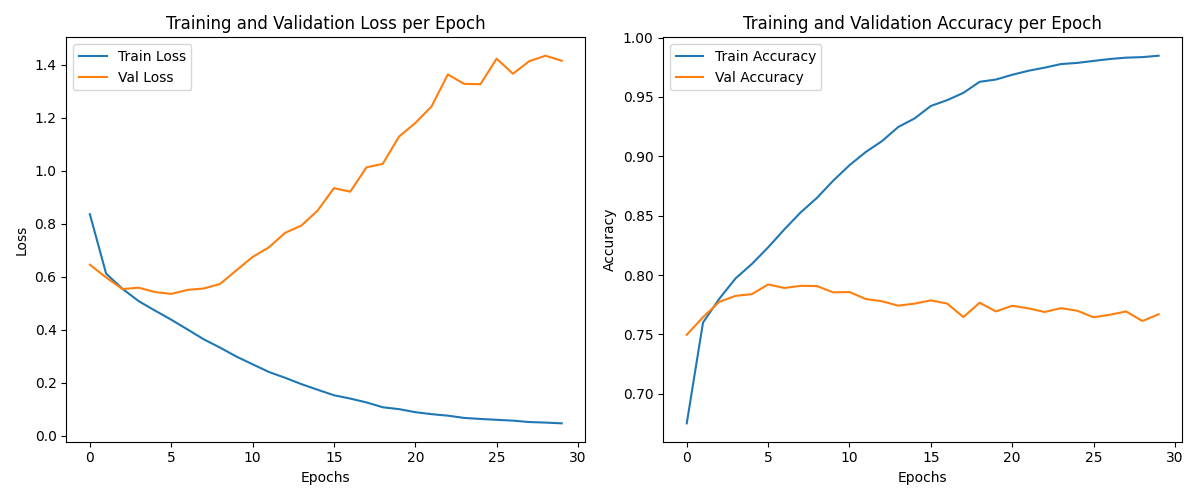 Training and Validation Loss per Epoch
Train Loss
Val Loss
1.4
1.2
1.0
0.8
0.6
0.4
0.2
0.0
Loss
0 5 10 15 20 25 30
Epochs
Training and Validation Accuracy per Epoch
Train Accuracy
Val Accuracy
1.00
0.95
0.90
0.85
0.80
0.75
0.70
Accuracy
0 5 10 15 20 25 30
Epochs